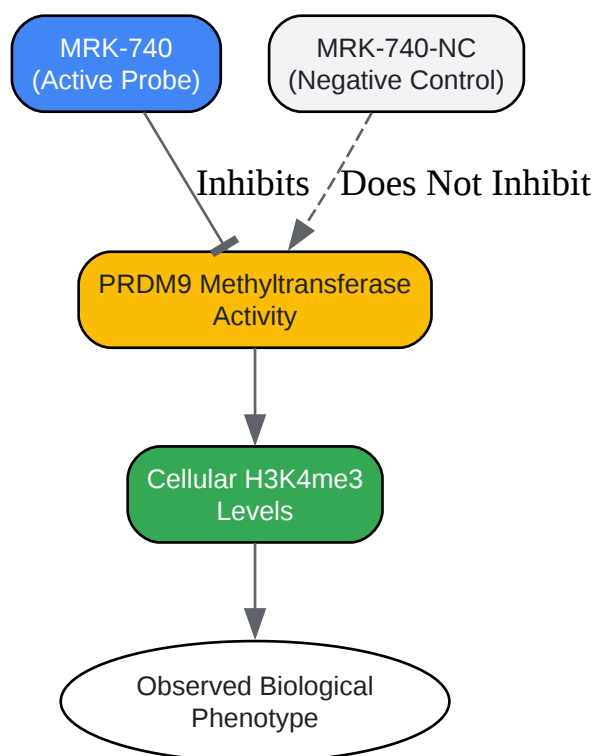 MRK-740
(Active Probe)
MRK-740-NC
(Negative Control)
Inhibits
Does Not Inhibit
PRDM9 Methyltransferase
Activity
Cellular H3K4me3
Levels
Observed Biological
Phenotype